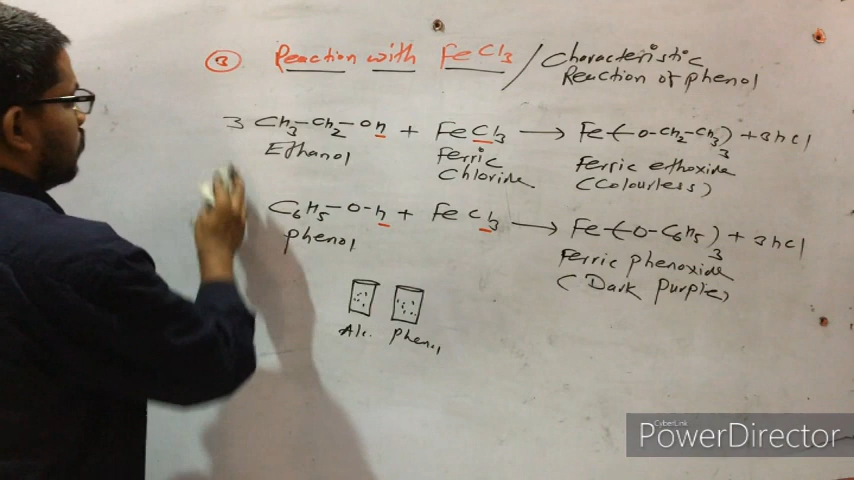 ③ Reaction with FeCl3 / Characteristic
Reaction of phenol
3 CH3-CH2-OH + FeCl3 → Fe-(-O-CH2-CH3)3 + 3HCl
Ethanol Ferric Chloride Ferric ethoxide
(Colourless)
C6H5-O-H + FeCl3 → Fe-(-O-C6H5)3 + 3HCl
phenol Ferric phenoxide
(Dark purple)
Alc. phenol
CyberLink
PowerDirector